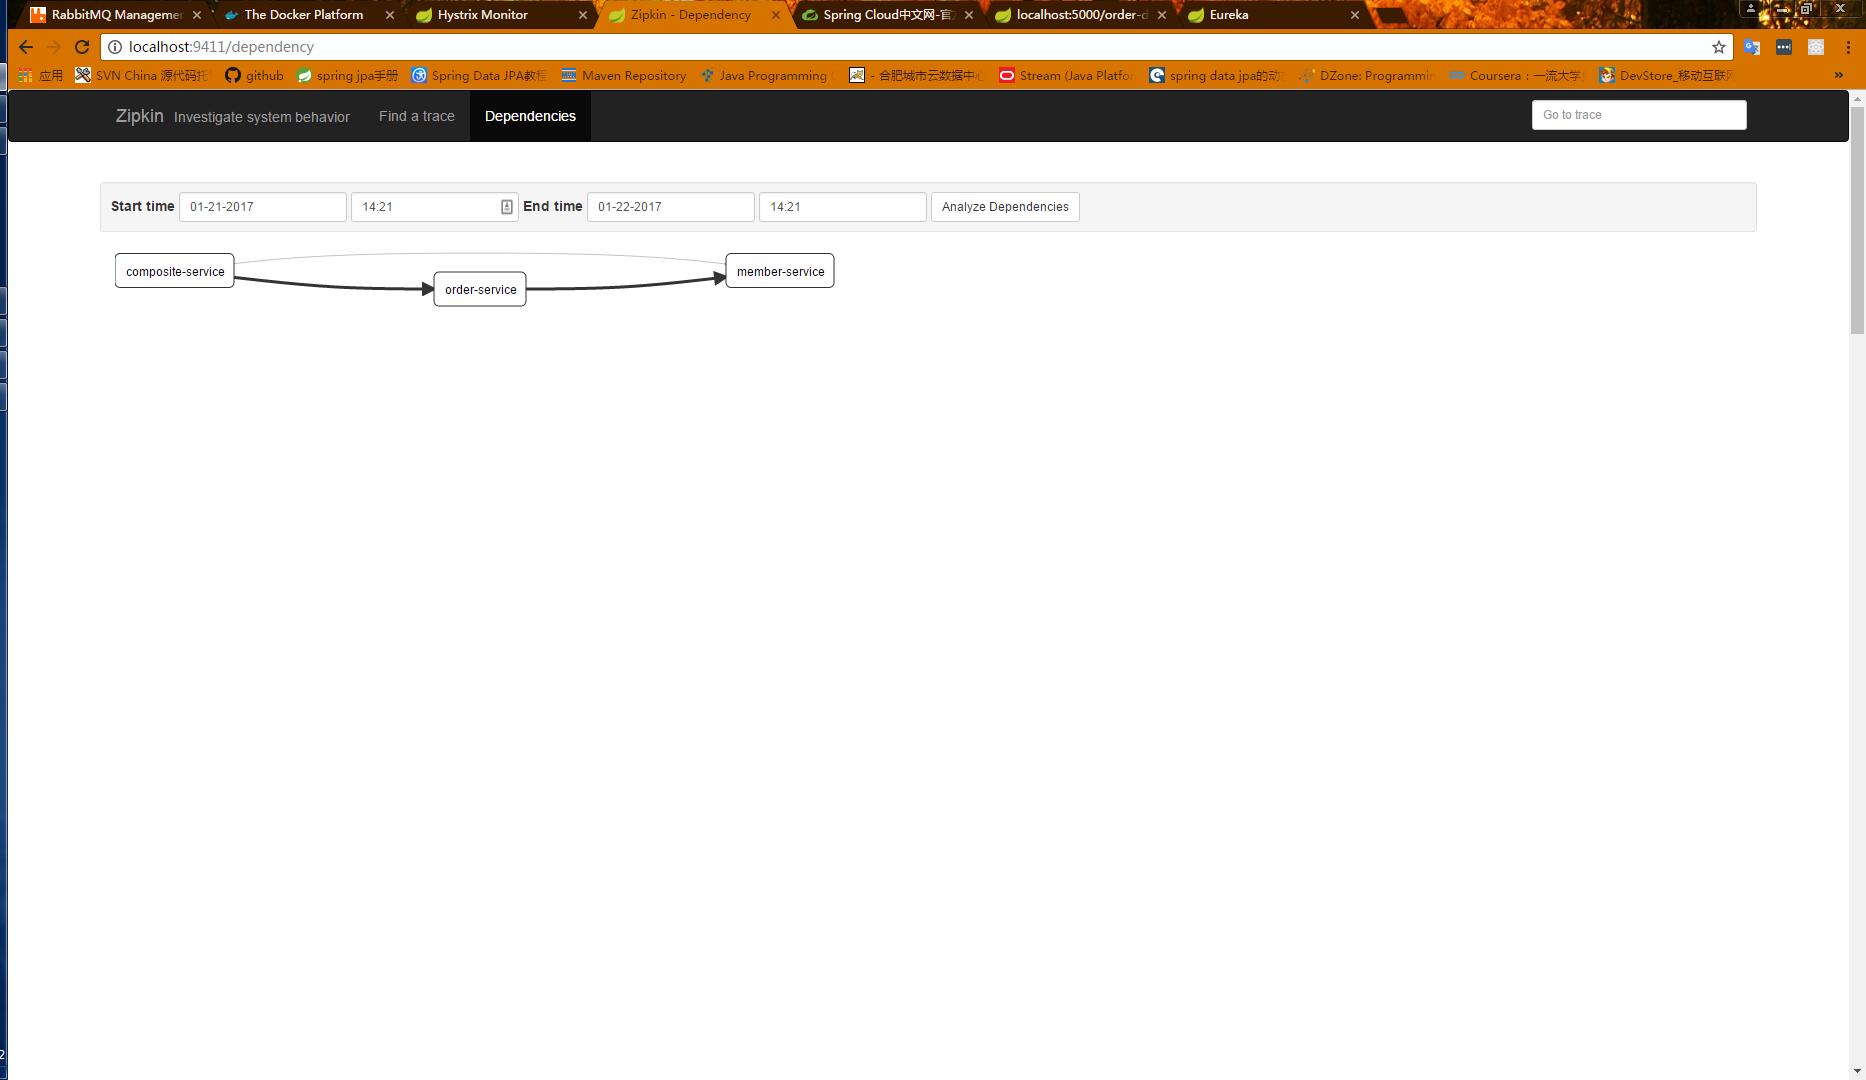 RabbitMQ Manageme
The Docker Platform
Hystrix Monitor
Zipkin - Dependency
Spring Cloud中文网-官方
localhost:5000/order-d
Eureka
localhost:9411/dependency
应用
SVN China 源代码托
github
spring jpa手册
Spring Data JPA教程
Maven Repository
Java Programming
- 合肥城市云数据中心
Stream (Java Platfor
spring data jpa的动
DZone: Programmin
Coursera：一流大学
DevStore_移动互联网
»
Zipkin Investigate system behavior Find a trace Dependencies Go to trace
Start time 01-21-2017 14:21 End time 01-22-2017 14:21 Analyze Dependencies
composite-service
member-service
order-service
2